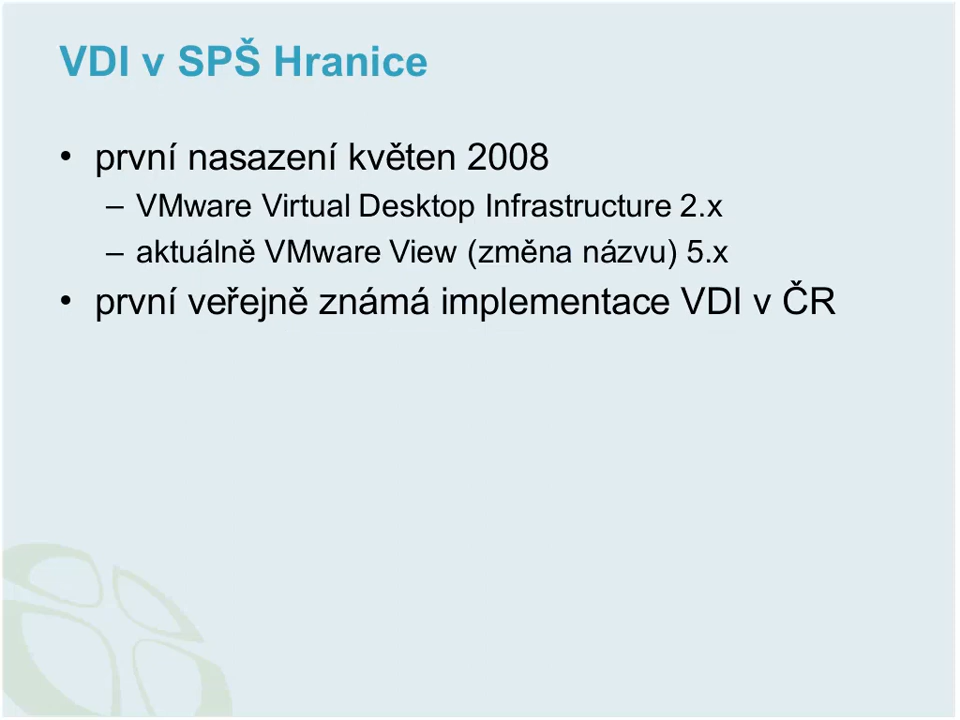 VDI v SPŠ Hranice
• první nasazení květen 2008
– VMware Virtual Desktop Infrastructure 2.x
– aktuálně VMware View (změna názvu) 5.x
• první veřejně známá implementace VDI v ČR